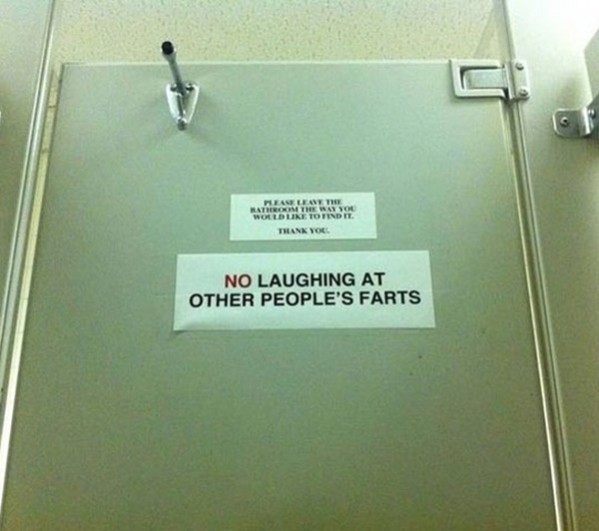 PLEASE LEAVE THE
BATHROOM THE WAY YOU
WOULD LIKE TO FIND IT.
THANK YOU.
NO LAUGHING AT
OTHER PEOPLE'S FARTS